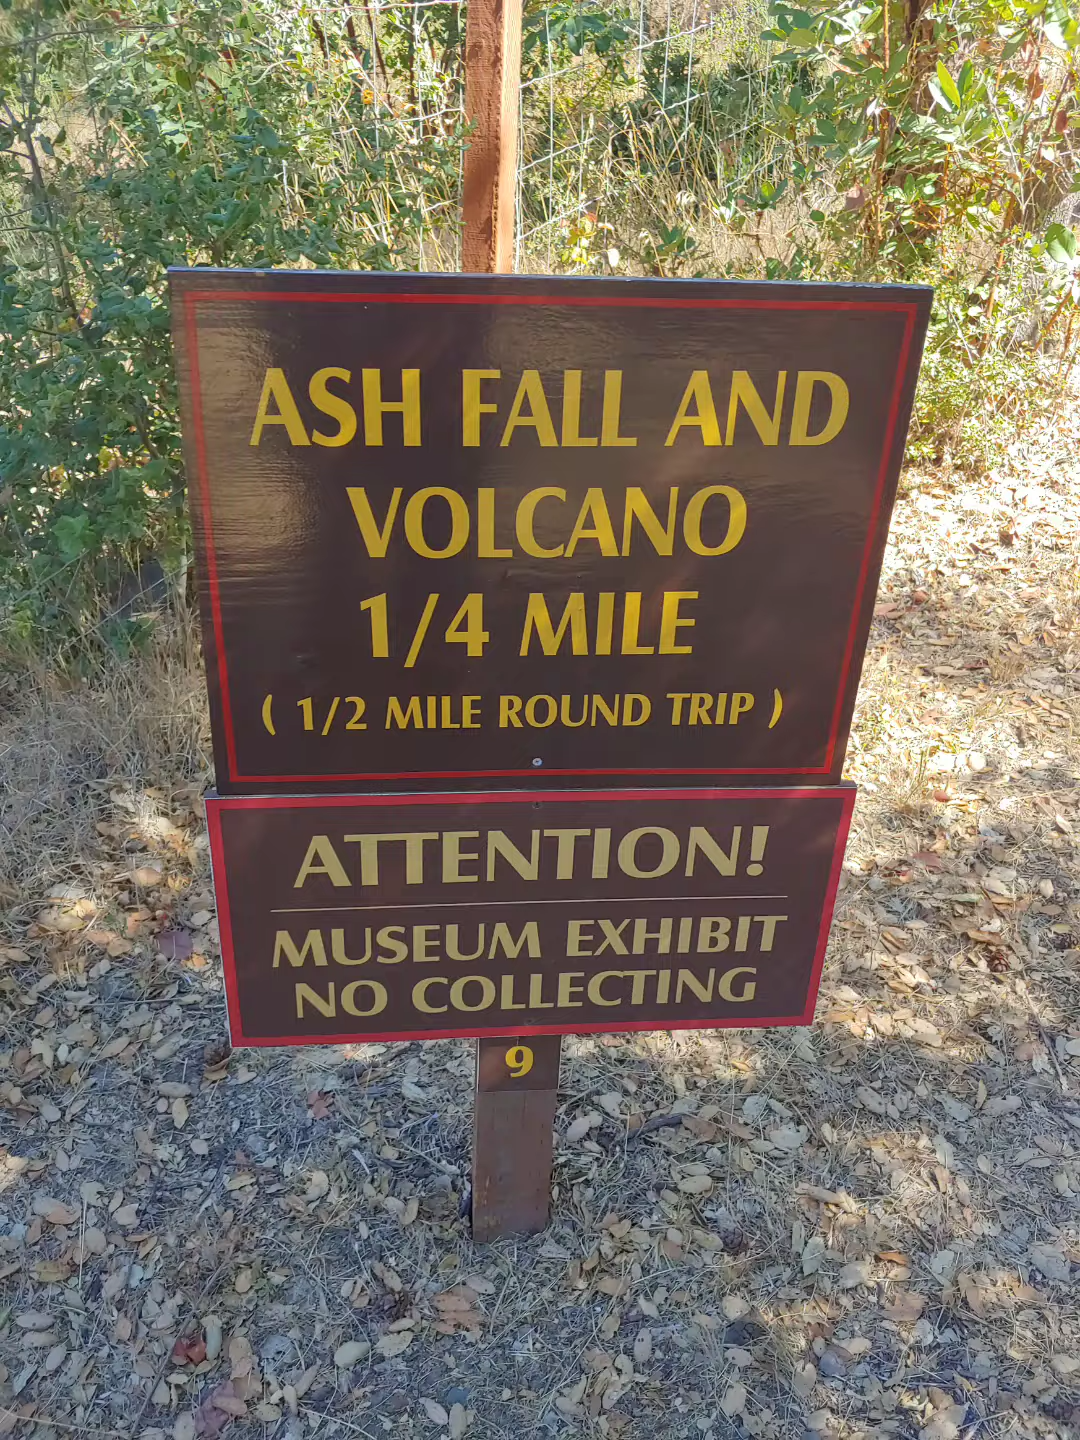 ASH FALL AND
VOLCANO
1/4 MILE
( 1/2 MILE ROUND TRIP )
ATTENTION!
MUSEUM EXHIBIT
NO COLLECTING
9